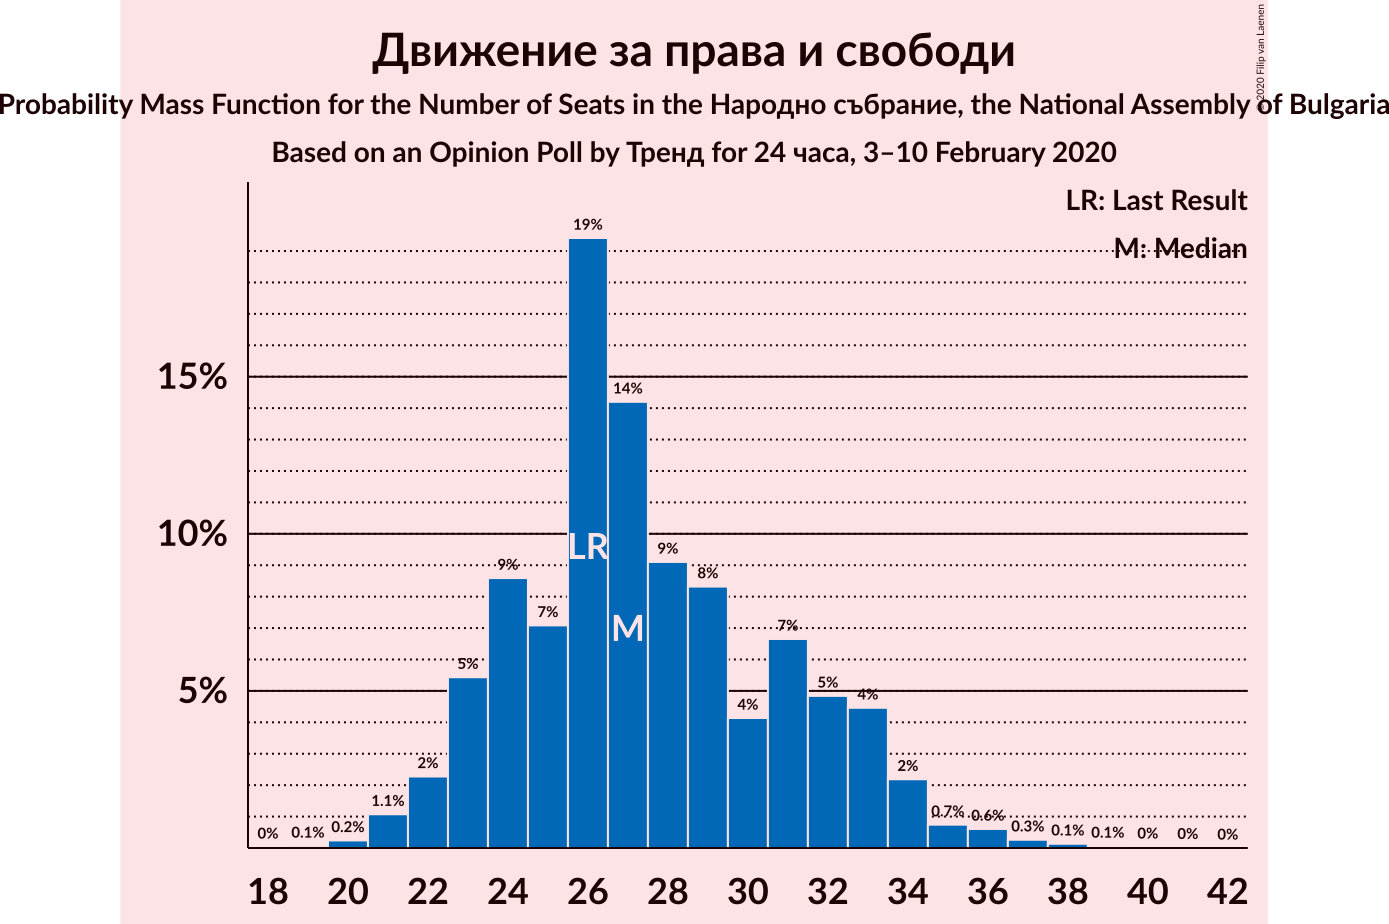 Движение за права и свободи
Probability Mass Function for the Number of Seats in the Народно събрание, the National Assembly of Bulgaria
Based on an Opinion Poll by Тренд for 24 часа, 3–10 February 2020
© 2020 Filip van Laenen
LR: Last Result
M: Median
15%
10%
5%
0% 0.1% 0.2% 1.1% 2% 5% 9% 7% 19% 14% 9% 8% 4% 7% 5% 4% 2% 0.7% 0.6% 0.3% 0.1% 0.1% 0% 0% 0%
LR
M
18 20 22 24 26 28 30 32 34 36 38 40 42